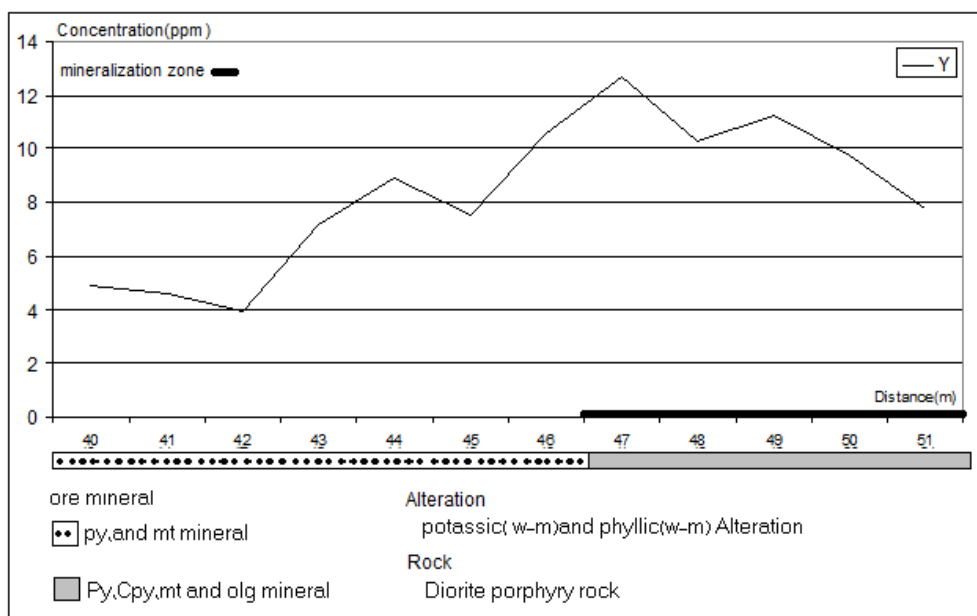 Concentration(ppm)
14
mineralization zone
Y
12
10
8
6
4
2
Distance(m)
0
40 41 42 43 44 45 46 47 48 49 50 51
ore mineral
Alteration
py,and mt mineral
potassic( w-m)and phyllic(w-m) Alteration
Rock
Py,Cpy,mt and olg mineral
Diorite porphyry rock